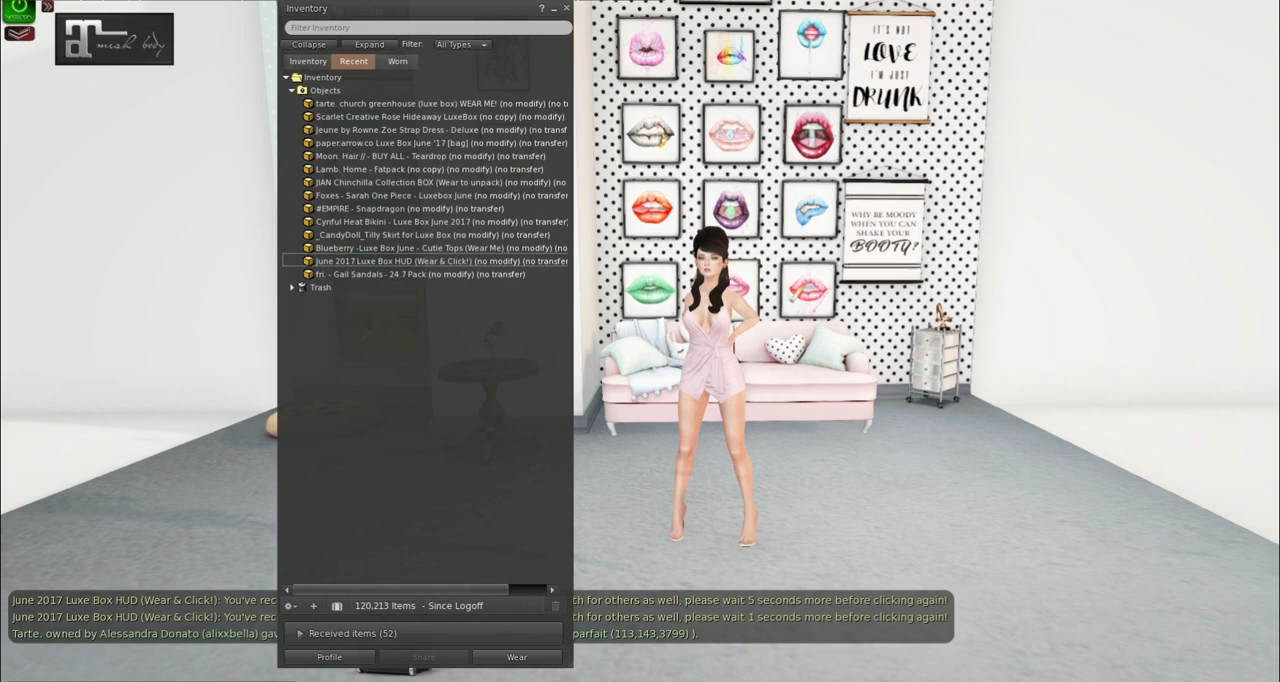 Inventory
? _ ×
mesh body
Filter Inventory
Collapse Expand Filter: All Types
Inventory Recent Worn
Inventory
Objects
tarte. church greenhouse (luxe box) WEAR ME! (no modify) (no tr
Scarlet Creative Rose Hideaway LuxeBox (no copy) (no modify)
Jeune by Rowne.Zoe Strap Dress - Deluxe (no modify) (no transf
paper.arrow.co Luxe Box June '17 [bag] (no modify) (no transfer)
Moon. Hair // - BUY ALL - Teardrop (no modify) (no transfer)
Lamb. Home - Fatpack (no copy) (no modify) (no transfer)
JIAN Chinchilla Collection BOX (Wear to unpack) (no modify) (no
Foxes - Sarah One Piece - Luxebox June (no modify) (no transfer
#EMPIRE - Snapdragon (no modify) (no transfer)
Cynful Heat Bikini - Luxe Box June 2017 (no modify) (no transfer)
_CandyDoll_Tilly Skirt for Luxe Box (no modify) (no transfer)
Blueberry -Luxe Box June - Cutie Tops (Wear Me) (no modify) (no
June 2017 Luxe Box HUD (Wear & Click!) (no modify) (no transfer
fri. - Gail Sandals - 24.7 Pack (no modify) (no transfer)
Trash
IT'S NOT
LOVE
I'M JUST
DRUNK
WHY BE MOODY
WHEN YOU CAN
SHAKE YOUR
BOOTY?
June 2017 Luxe Box HUD (Wear & Click!): You've rec th for others as well, please wait 5 seconds more before clicking again!
June 2017 Luxe Box HUD (Wear & Click!): You've rec th for others as well, please wait 1 seconds more before clicking again!
Tarte. owned by Alessandra Donato (alixxbella) gav parfait (113,143,3799) ).
120,213 Items - Since Logoff
Received items (52)
Profile Share Wear